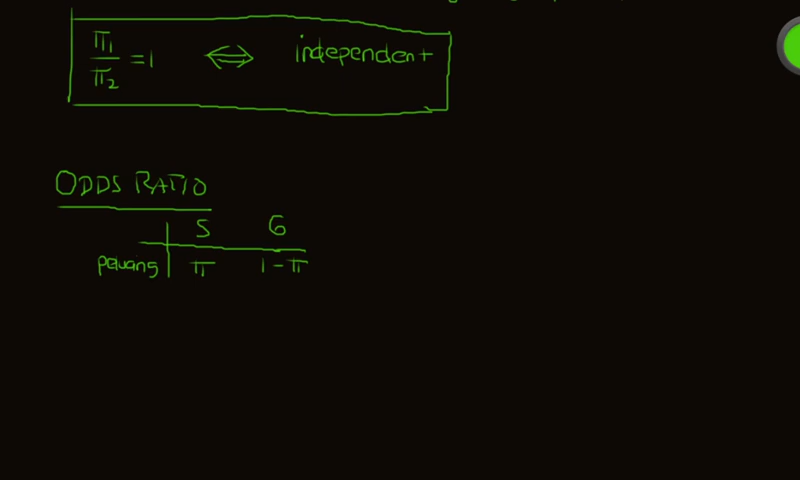 π₁/π₂ = 1 ⟺ independent
ODDS RATIO
S G
peluang π 1-π